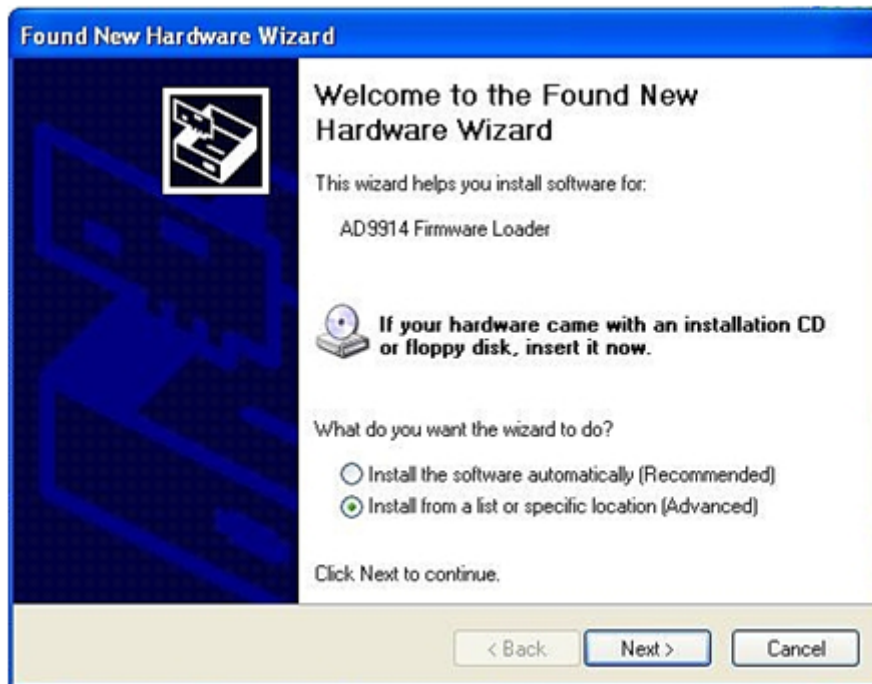 Found New Hardware Wizard
Welcome to the Found New
Hardware Wizard
This wizard helps you install software for:
AD9914 Firmware Loader
If your hardware came with an installation CD
or floppy disk, insert it now.
What do you want the wizard to do?
Install the software automatically (Recommended)
Install from a list or specific location (Advanced)
Click Next to continue.
< Back Next > Cancel